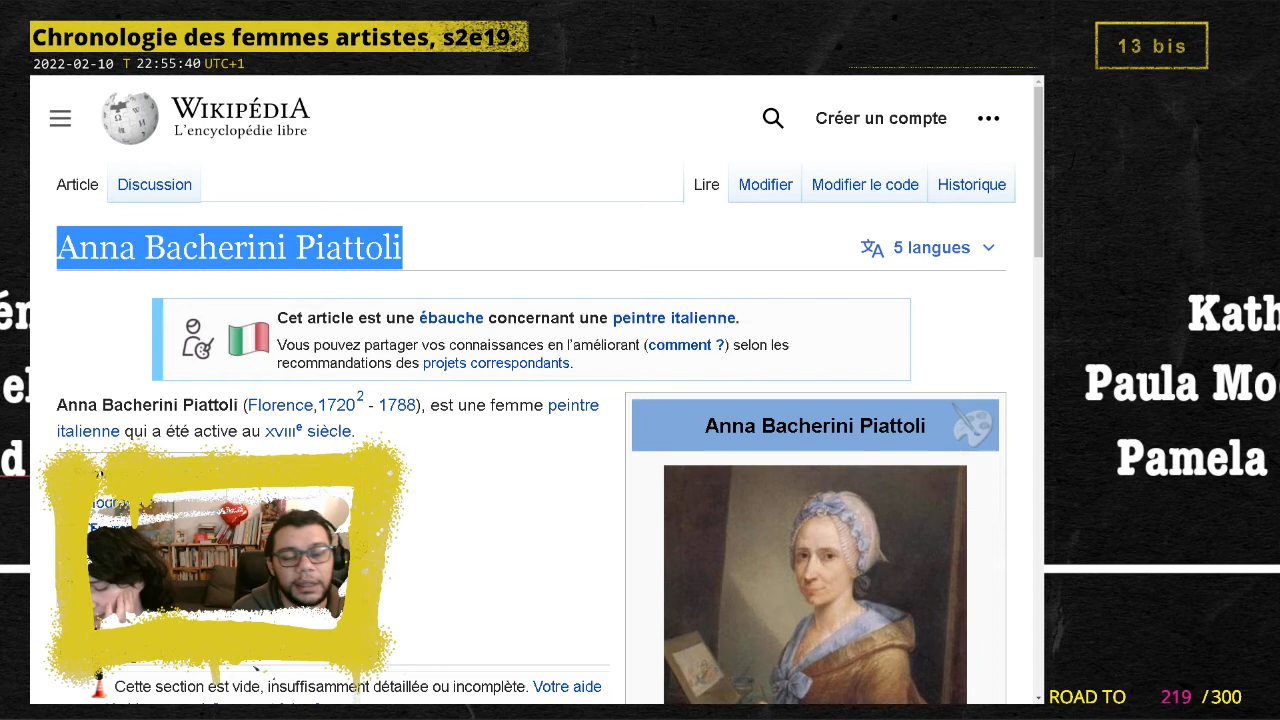 Chronologie des femmes artistes, s2e19.
2022-02-10 T 22:55:40 UTC+1
13 bis
WIKIPÉDIA
L'encyclopédie libre
Créer un compte
Article
Discussion
Lire
Modifier
Modifier le code
Historique
Anna Bacherini Piattoli
5 langues
Cet article est une ébauche concernant une peintre italienne.
Vous pouvez partager vos connaissances en l'améliorant (comment ?) selon les
recommandations des projets correspondants.
Anna Bacherini Piattoli (Florence,1720² - 1788), est une femme peintre
italienne qui a été active au XVIIIe siècle.
Anna Bacherini Piattoli
Kath
Paula Mo
Pamela
Cette section est vide, insuffisamment détaillée ou incomplète. Votre aide
ROAD TO 219 / 300